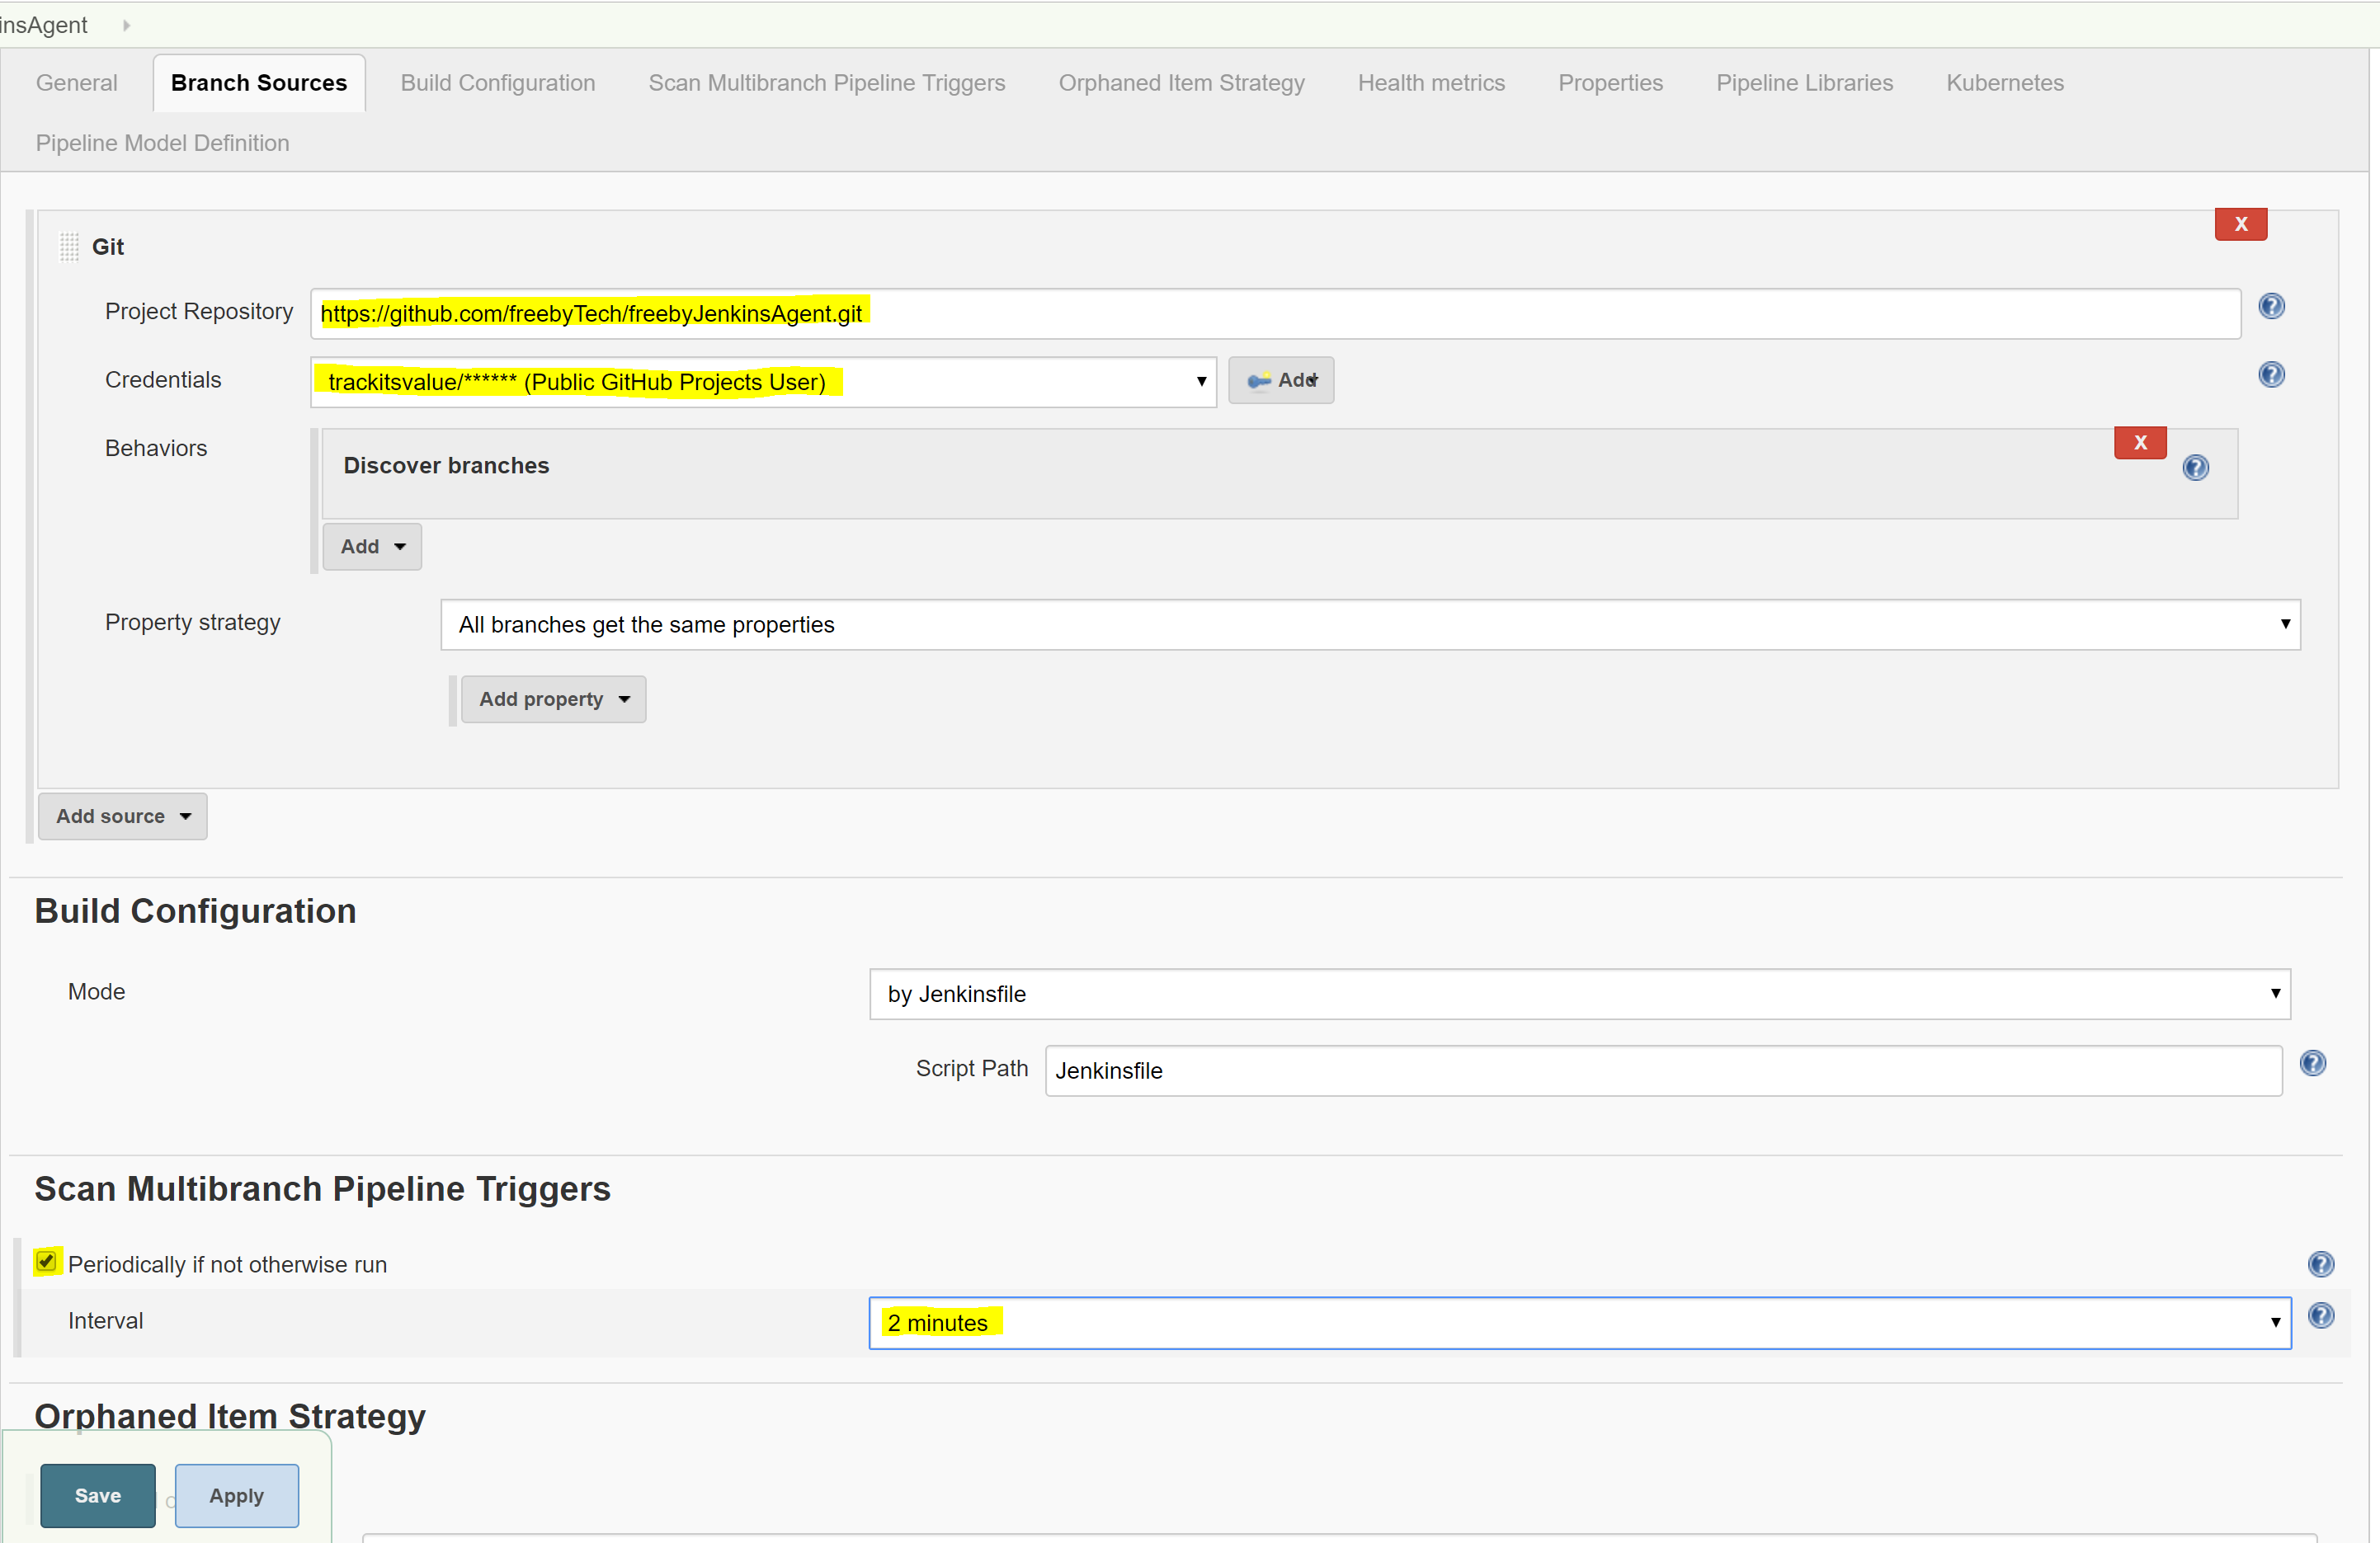 insAgent
General Branch Sources Build Configuration Scan Multibranch Pipeline Triggers Orphaned Item Strategy Health metrics Properties Pipeline Libraries Kubernetes
Pipeline Model Definition
X
Git
Project Repository https://github.com/freebyTech/freebyJenkinsAgent.git
Credentials trackitsvalue/****** (Public GitHub Projects User) Add
Behaviors
X
Discover branches
Add
Property strategy All branches get the same properties
Add property
Add source
Build Configuration
Mode by Jenkinsfile
Script Path Jenkinsfile
Scan Multibranch Pipeline Triggers
Periodically if not otherwise run
Interval 2 minutes
Orphaned Item Strategy
Save Apply